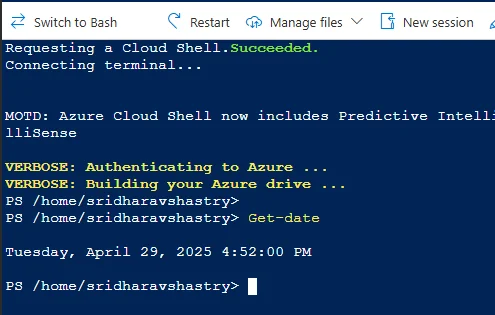 Switch to Bash Restart Manage files New session
Requesting a Cloud Shell.Succeeded.
Connecting terminal...
MOTD: Azure Cloud Shell now includes Predictive Intelli
lliSense
VERBOSE: Authenticating to Azure ...
VERBOSE: Building your Azure drive ...
PS /home/sridharavshastry>
PS /home/sridharavshastry> Get-date
Tuesday, April 29, 2025 4:52:00 PM
PS /home/sridharavshastry>